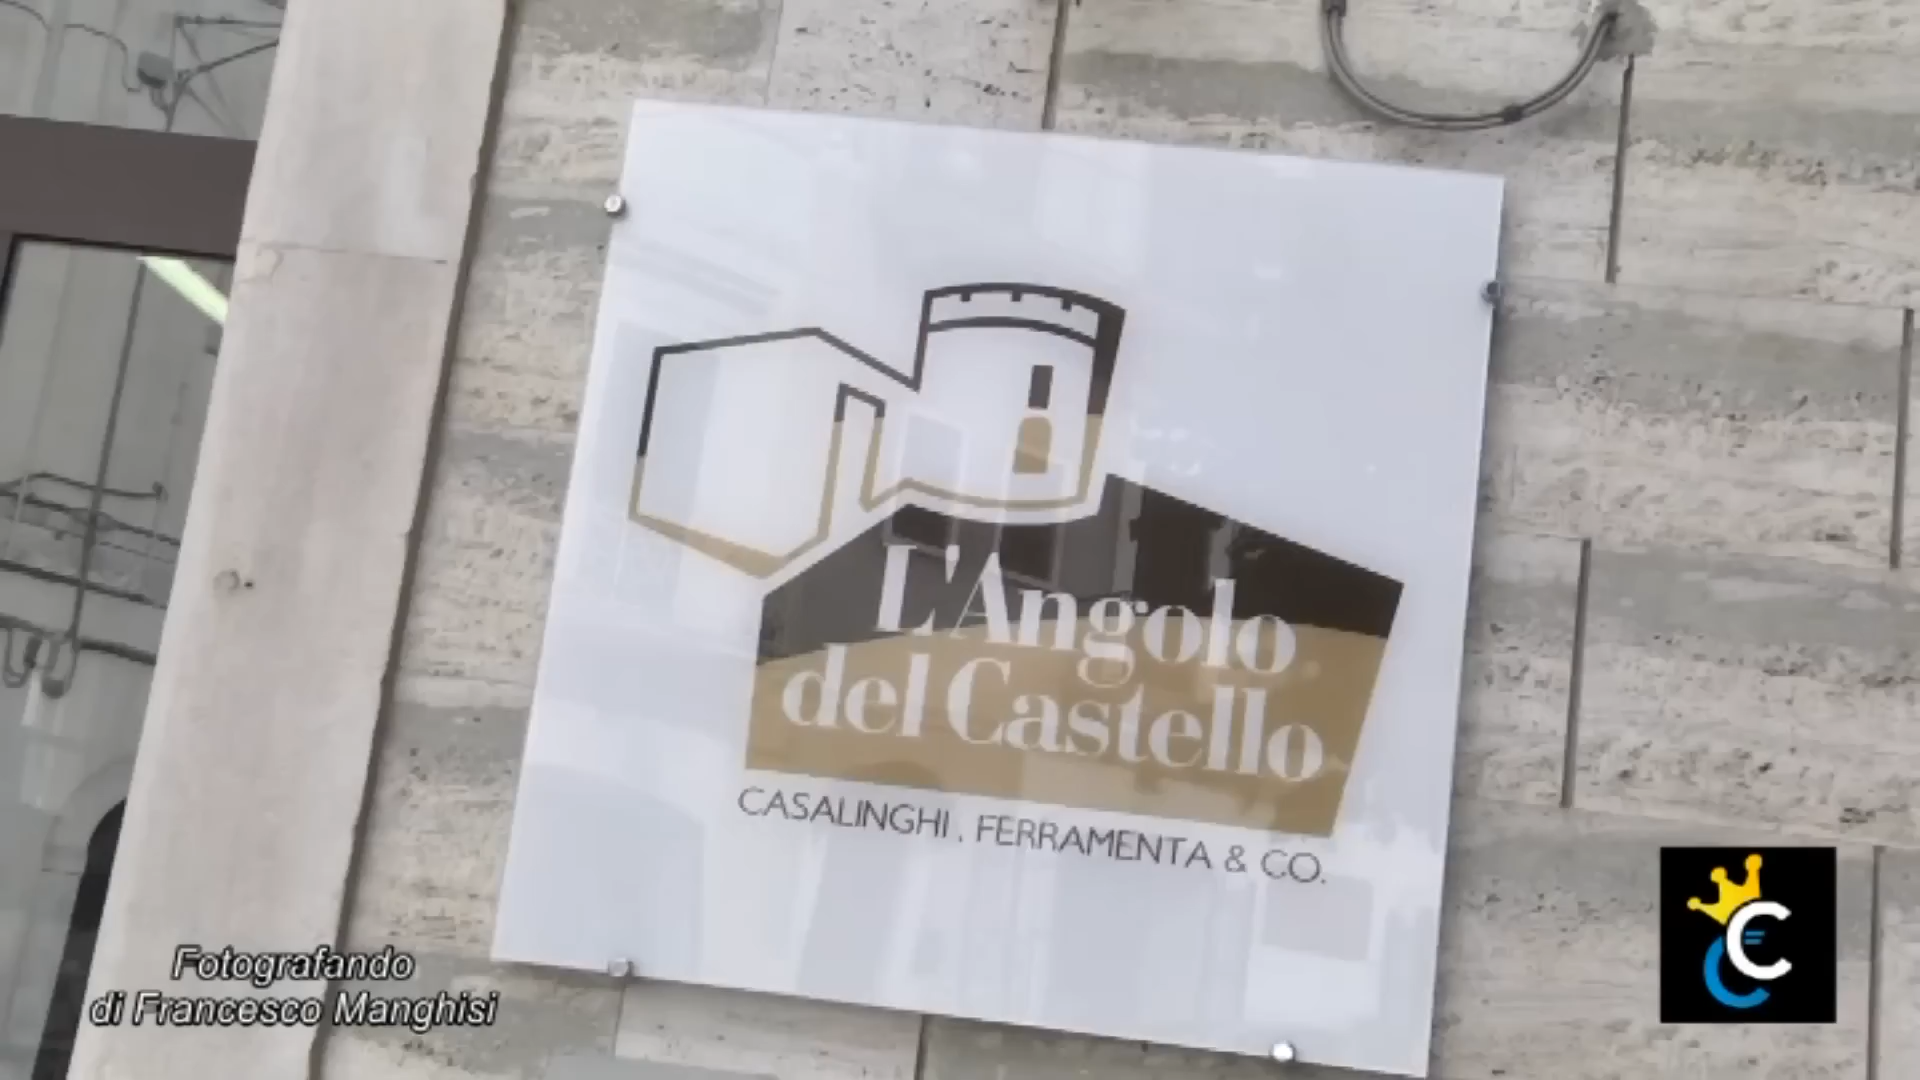 L'Angolo
del Castello
CASALINGHI . FERRAMENTA & CO.
Fotografando
di Francesco Manghisi